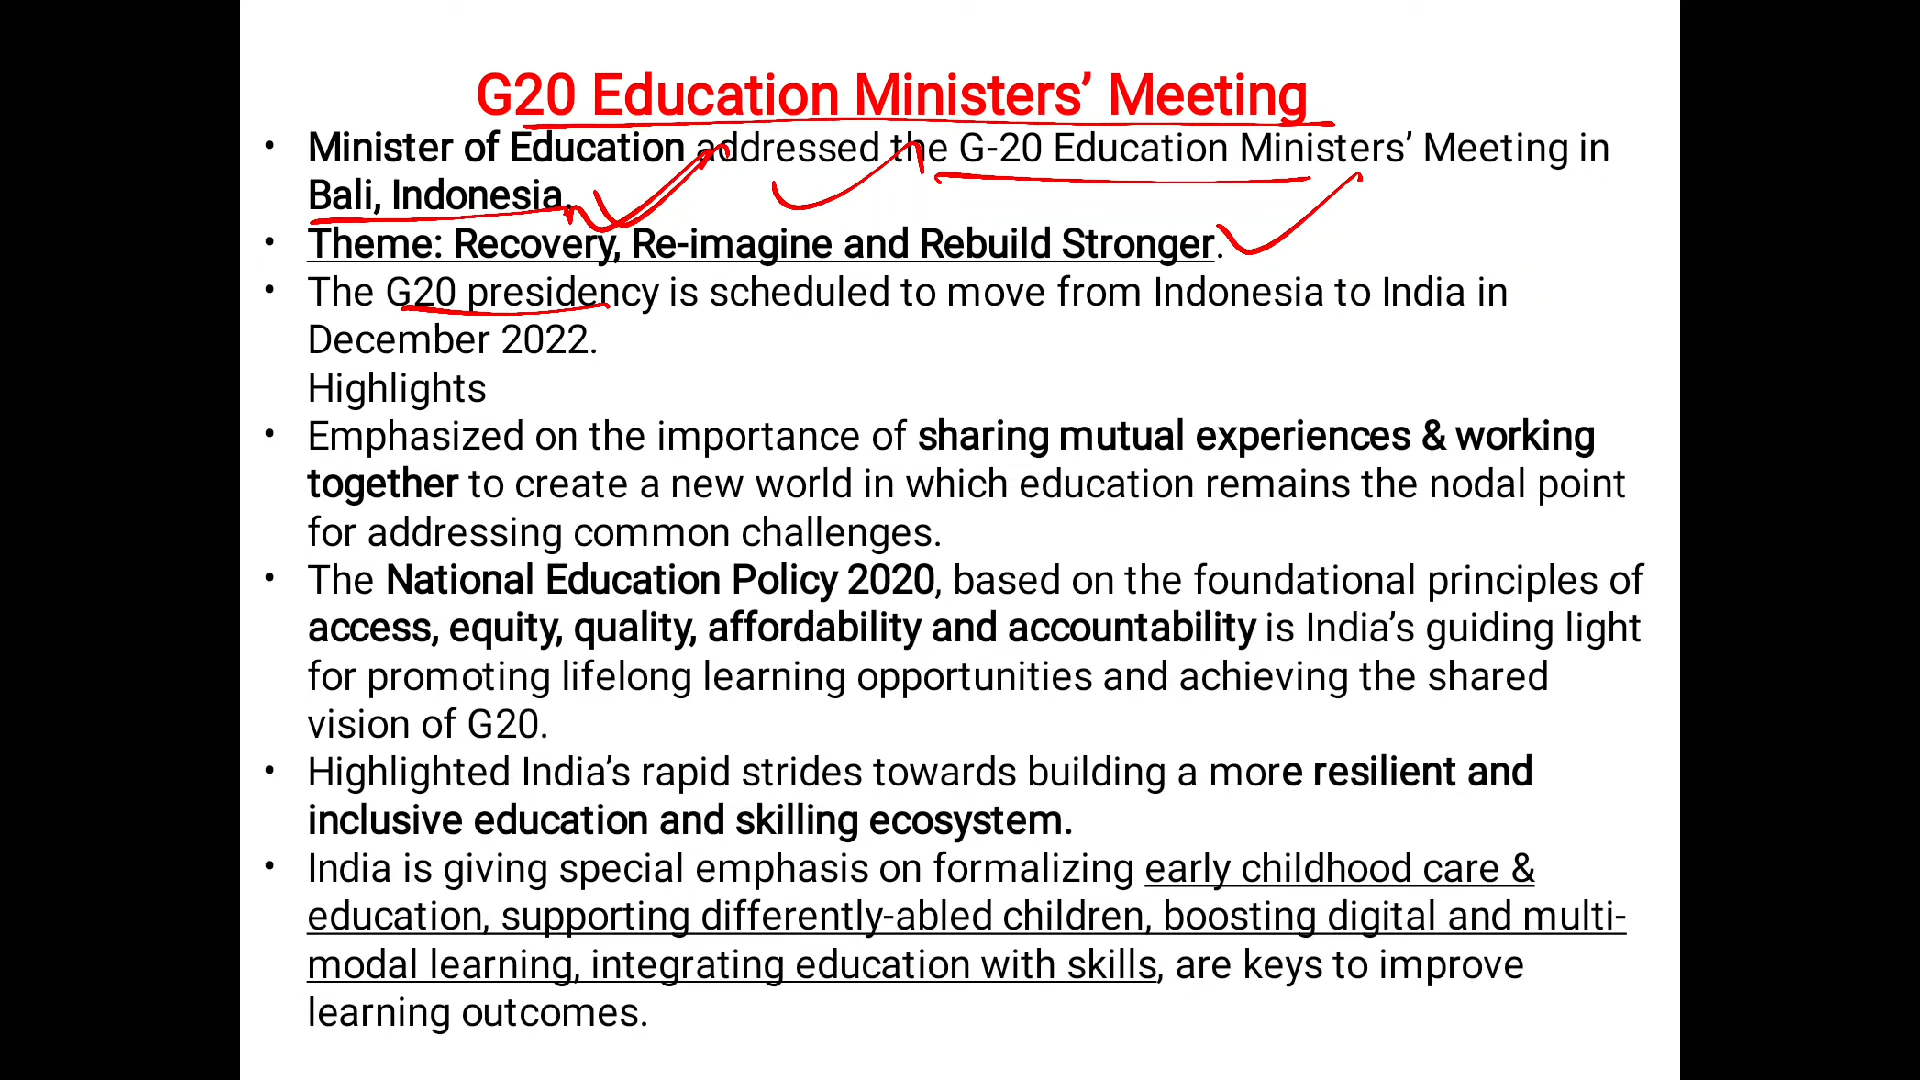 G20 Education Ministers’ Meeting
• Minister of Education addressed the G-20 Education Ministers’ Meeting in
Bali, Indonesia.
• Theme: Recovery, Re-imagine and Rebuild Stronger.
• The G20 presidency is scheduled to move from Indonesia to India in
December 2022.
Highlights
• Emphasized on the importance of sharing mutual experiences & working
together to create a new world in which education remains the nodal point
for addressing common challenges.
• The National Education Policy 2020, based on the foundational principles of
access, equity, quality, affordability and accountability is India’s guiding light
for promoting lifelong learning opportunities and achieving the shared
vision of G20.
• Highlighted India’s rapid strides towards building a more resilient and
inclusive education and skilling ecosystem.
• India is giving special emphasis on formalizing early childhood care &
education, supporting differently-abled children, boosting digital and multi-
modal learning, integrating education with skills, are keys to improve
learning outcomes.